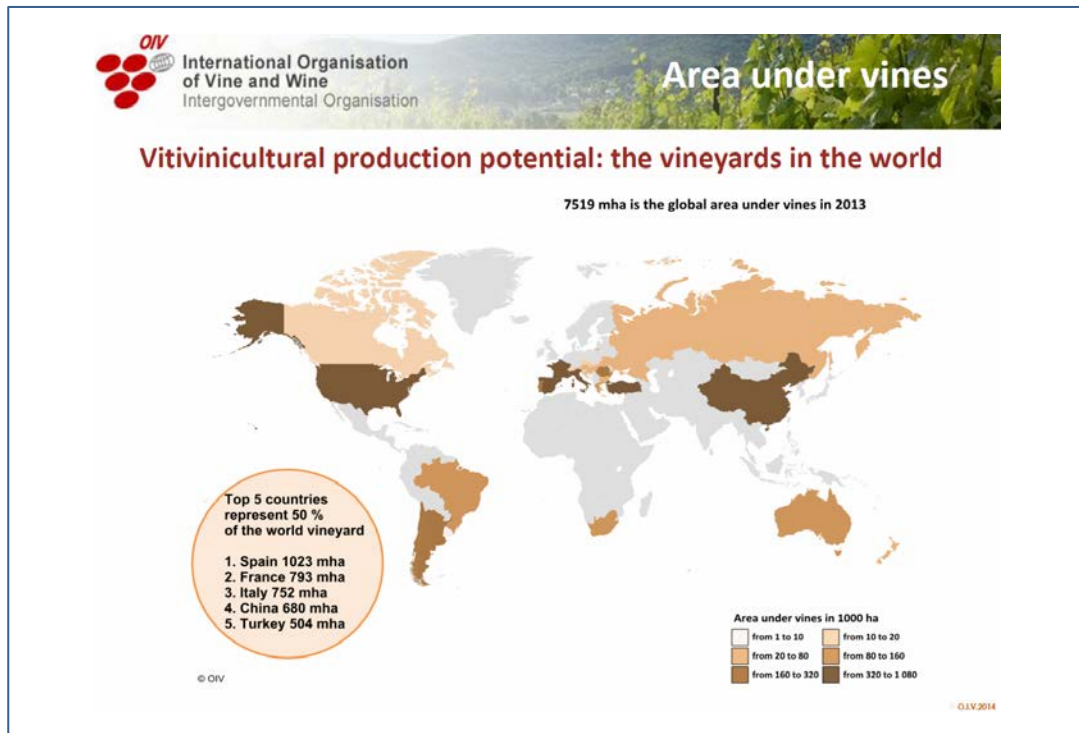 OIV
International Organisation
of Vine and Wine
Intergovernmental Organisation
Area under vines
Vitivinicultural production potential: the vineyards in the world
7519 mha is the global area under vines in 2013
Top 5 countries
represent 50 %
of the world vineyard
1. Spain 1023 mha
2. France 793 mha
3. Italy 752 mha
4. China 680 mha
5. Turkey 504 mha
Area under vines in 1000 ha
from 1 to 10
from 10 to 20
from 20 to 80
from 80 to 160
from 160 to 320
from 320 to 1 080
© OIV
© O.I.V.2014